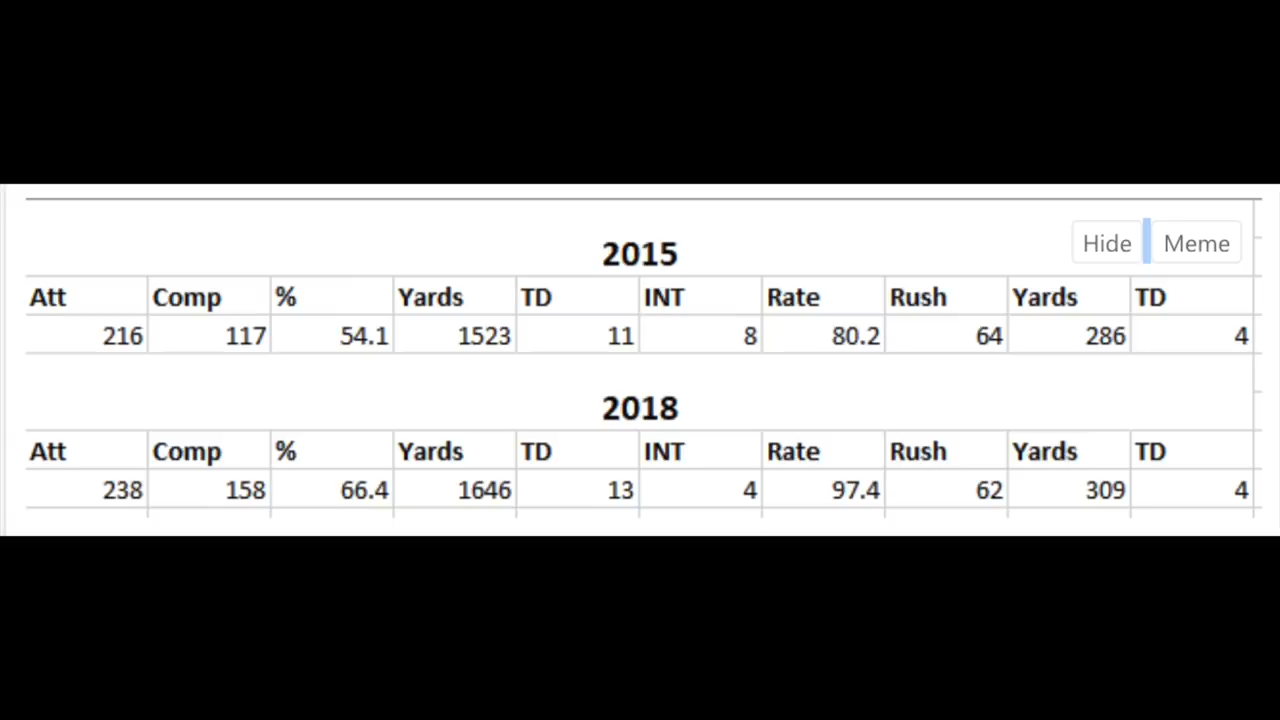 2015
Hide Meme
Att Comp % Yards TD INT Rate Rush Yards TD
216 117 54.1 1523 11 8 80.2 64 286 4
2018
Att Comp % Yards TD INT Rate Rush Yards TD
238 158 66.4 1646 13 4 97.4 62 309 4